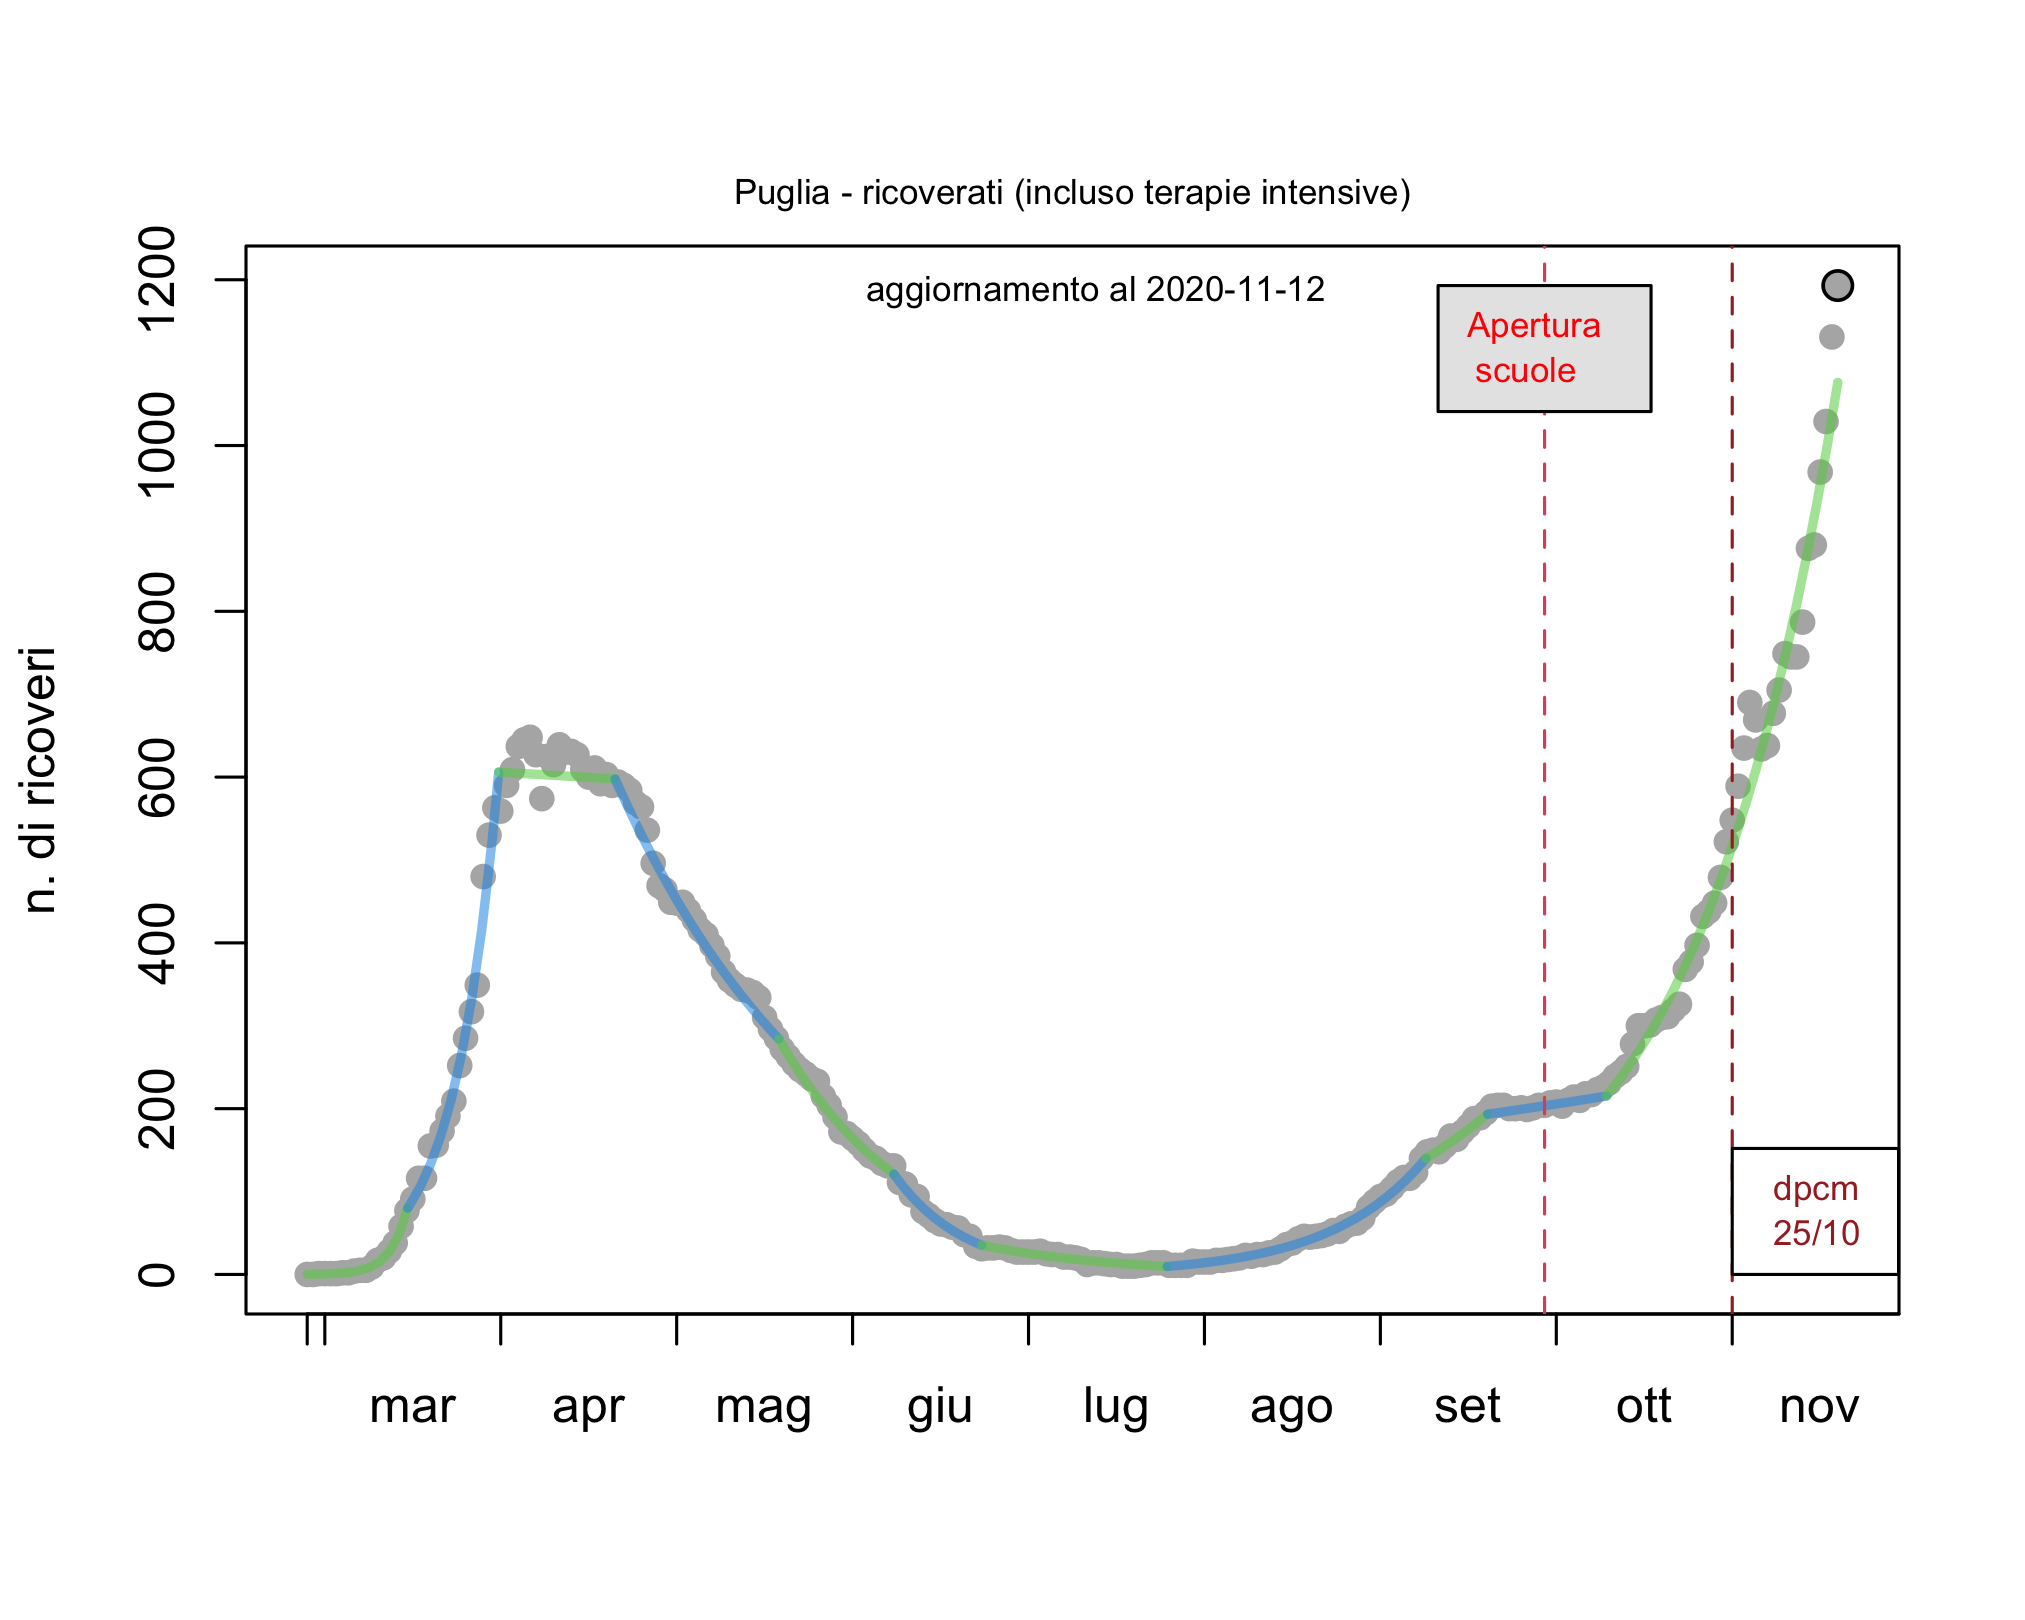 Puglia - ricoverati (incluso terapie intensive)
aggiornamento al 2020-11-12
Apertura
scuole
dpcm
25/10
n. di ricoveri
1200
1000
800
600
400
200
0
mar apr mag giu lug ago set ott nov